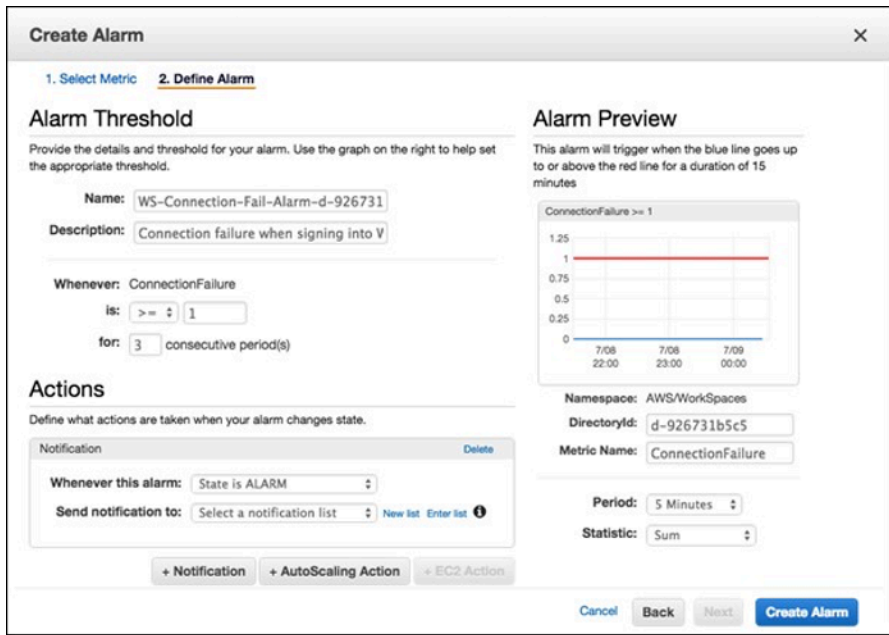 Create Alarm
1. Select Metric 2. Define Alarm
Alarm Threshold
Provide the details and threshold for your alarm. Use the graph on the right to help set
the appropriate threshold.
Name: WS-Connection-Fail-Alarm-d-926731
Description: Connection failure when signing into W
Whenever: ConnectionFailure
is: >= 1
for: 3 consecutive period(s)
Actions
Define what actions are taken when your alarm changes state.
Notification Delete
Whenever this alarm: State is ALARM
Send notification to: Select a notification list New list Enter list
+ Notification + AutoScaling Action + EC2 Action
Alarm Preview
This alarm will trigger when the blue line goes up
to or above the red line for a duration of 15
minutes
ConnectionFailure >= 1
1.25
1
0.75
0.5
0.25
0
7/08 7/08 7/09
22:00 23:00 00:00
Namespace: AWS/WorkSpaces
DirectoryId: d-926731b5c5
Metric Name: ConnectionFailure
Period: 5 Minutes
Statistic: Sum
Cancel Back Next Create Alarm